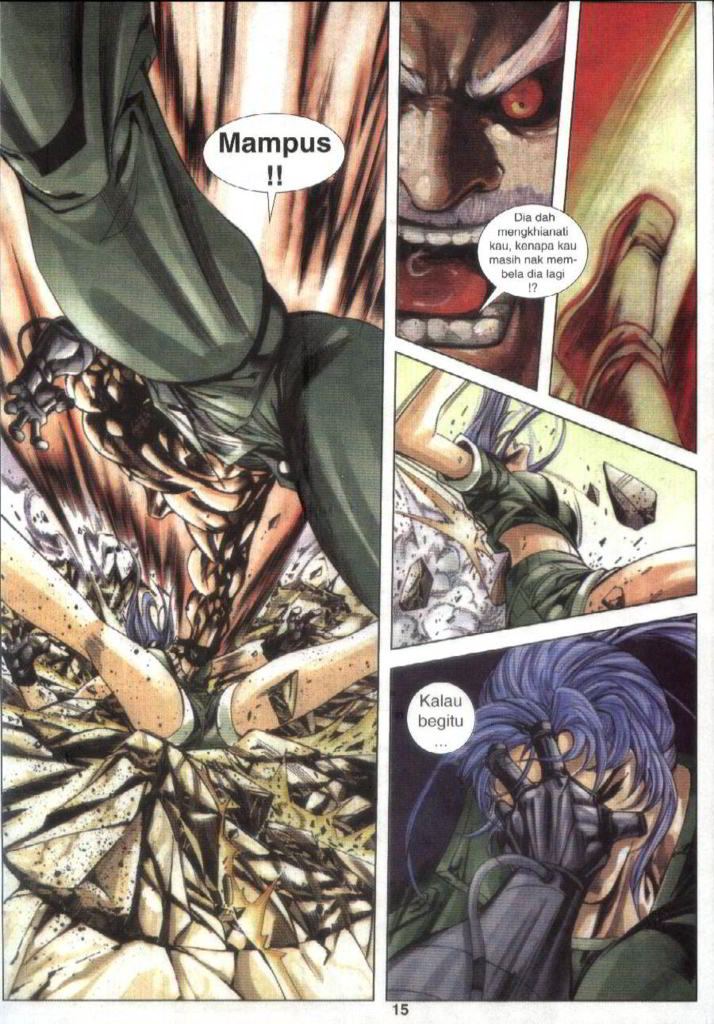 Mampus
!!
Dia dah
mengkhianati
kau, kenapa kau
masih nak mem-
bela dia lagi
!?
Kalau
begitu
...
15